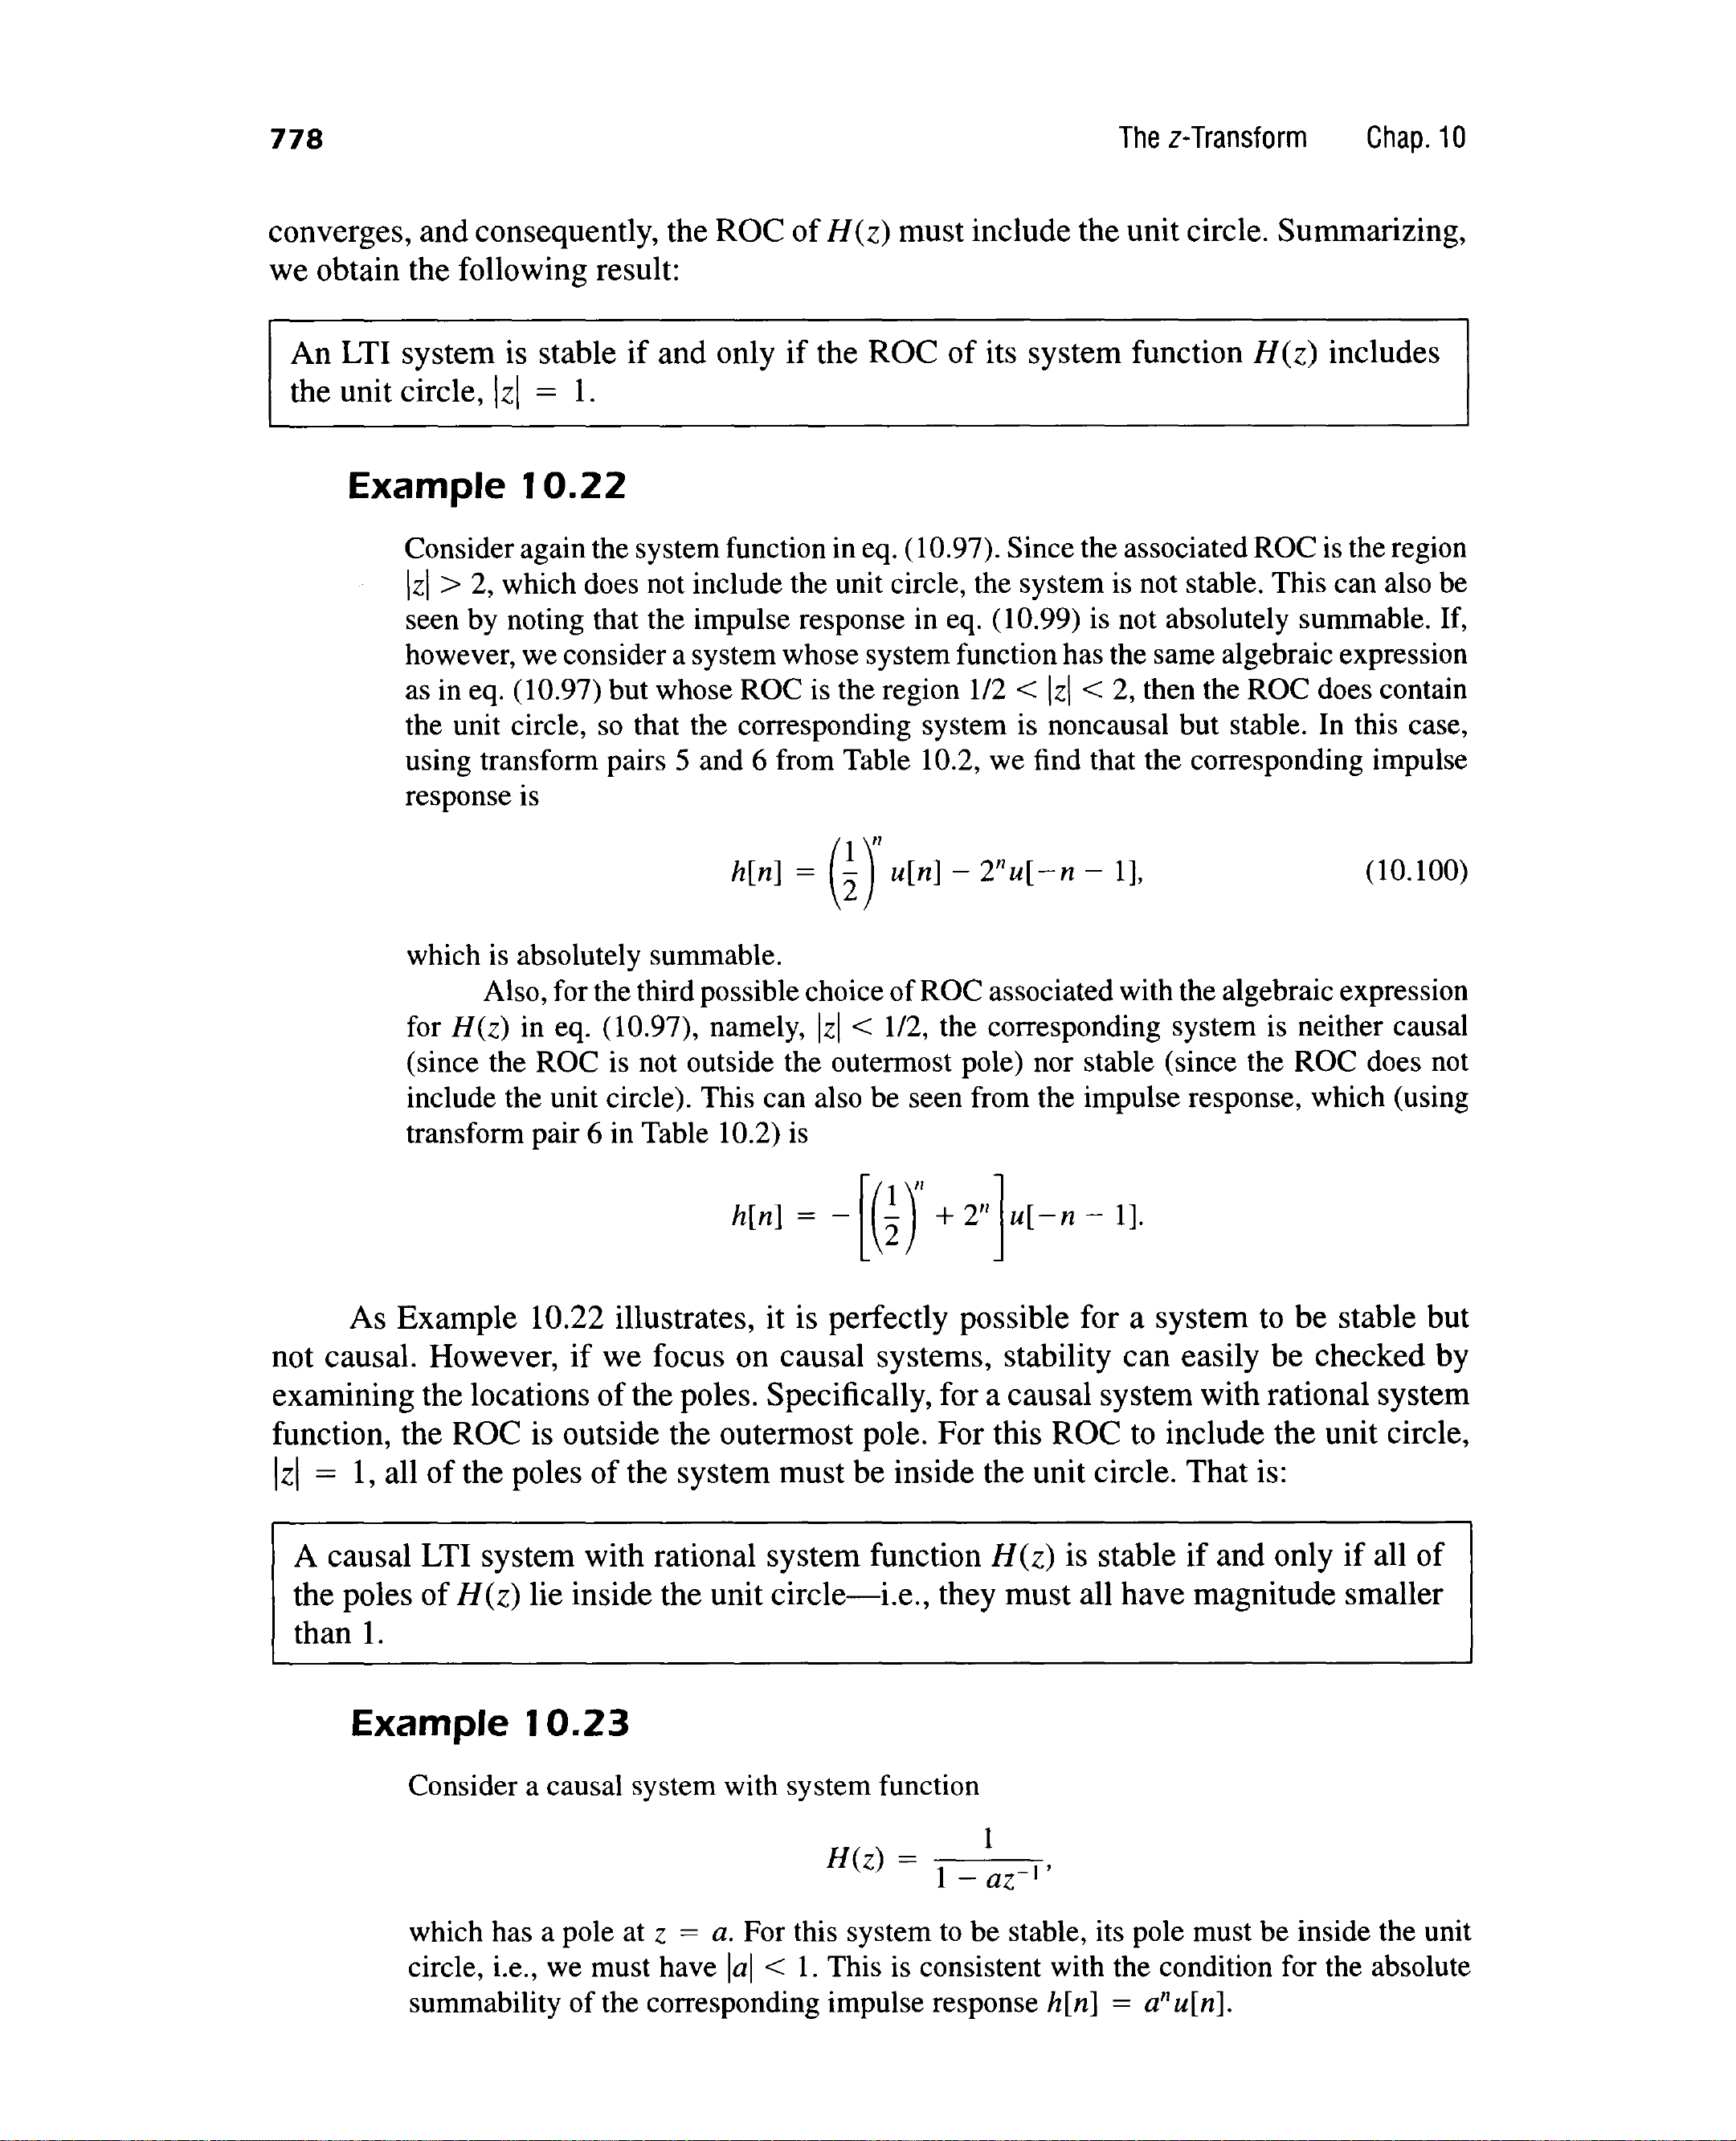 778 The z-Transform Chap. 10
converges, and consequently, the ROC of H(z) must include the unit circle. Summarizing,
we obtain the following result:
An LTI system is stable if and only if the ROC of its system function H(z) includes
the unit circle, |z| = 1.
Example 10.22
Consider again the system function in eq. (10.97). Since the associated ROC is the region
|z| > 2, which does not include the unit circle, the system is not stable. This can also be
seen by noting that the impulse response in eq. (10.99) is not absolutely summable. If,
however, we consider a system whose system function has the same algebraic expression
as in eq. (10.97) but whose ROC is the region 1/2 < |z| < 2, then the ROC does contain
the unit circle, so that the corresponding system is noncausal but stable. In this case,
using transform pairs 5 and 6 from Table 10.2, we find that the corresponding impulse
response is
h[n] = (1/2)^n u[n] − 2^n u[−n − 1], (10.100)
which is absolutely summable.
Also, for the third possible choice of ROC associated with the algebraic expression
for H(z) in eq. (10.97), namely, |z| < 1/2, the corresponding system is neither causal
(since the ROC is not outside the outermost pole) nor stable (since the ROC does not
include the unit circle). This can also be seen from the impulse response, which (using
transform pair 6 in Table 10.2) is
h[n] = −[(1/2)^n + 2^n] u[−n − 1].
As Example 10.22 illustrates, it is perfectly possible for a system to be stable but
not causal. However, if we focus on causal systems, stability can easily be checked by
examining the locations of the poles. Specifically, for a causal system with rational system
function, the ROC is outside the outermost pole. For this ROC to include the unit circle,
|z| = 1, all of the poles of the system must be inside the unit circle. That is:
A causal LTI system with rational system function H(z) is stable if and only if all of
the poles of H(z) lie inside the unit circle—i.e., they must all have magnitude smaller
than 1.
Example 10.23
Consider a causal system with system function
H(z) = 1/(1 − az^−1),
which has a pole at z = a. For this system to be stable, its pole must be inside the unit
circle, i.e., we must have |a| < 1. This is consistent with the condition for the absolute
summability of the corresponding impulse response h[n] = a^n u[n].